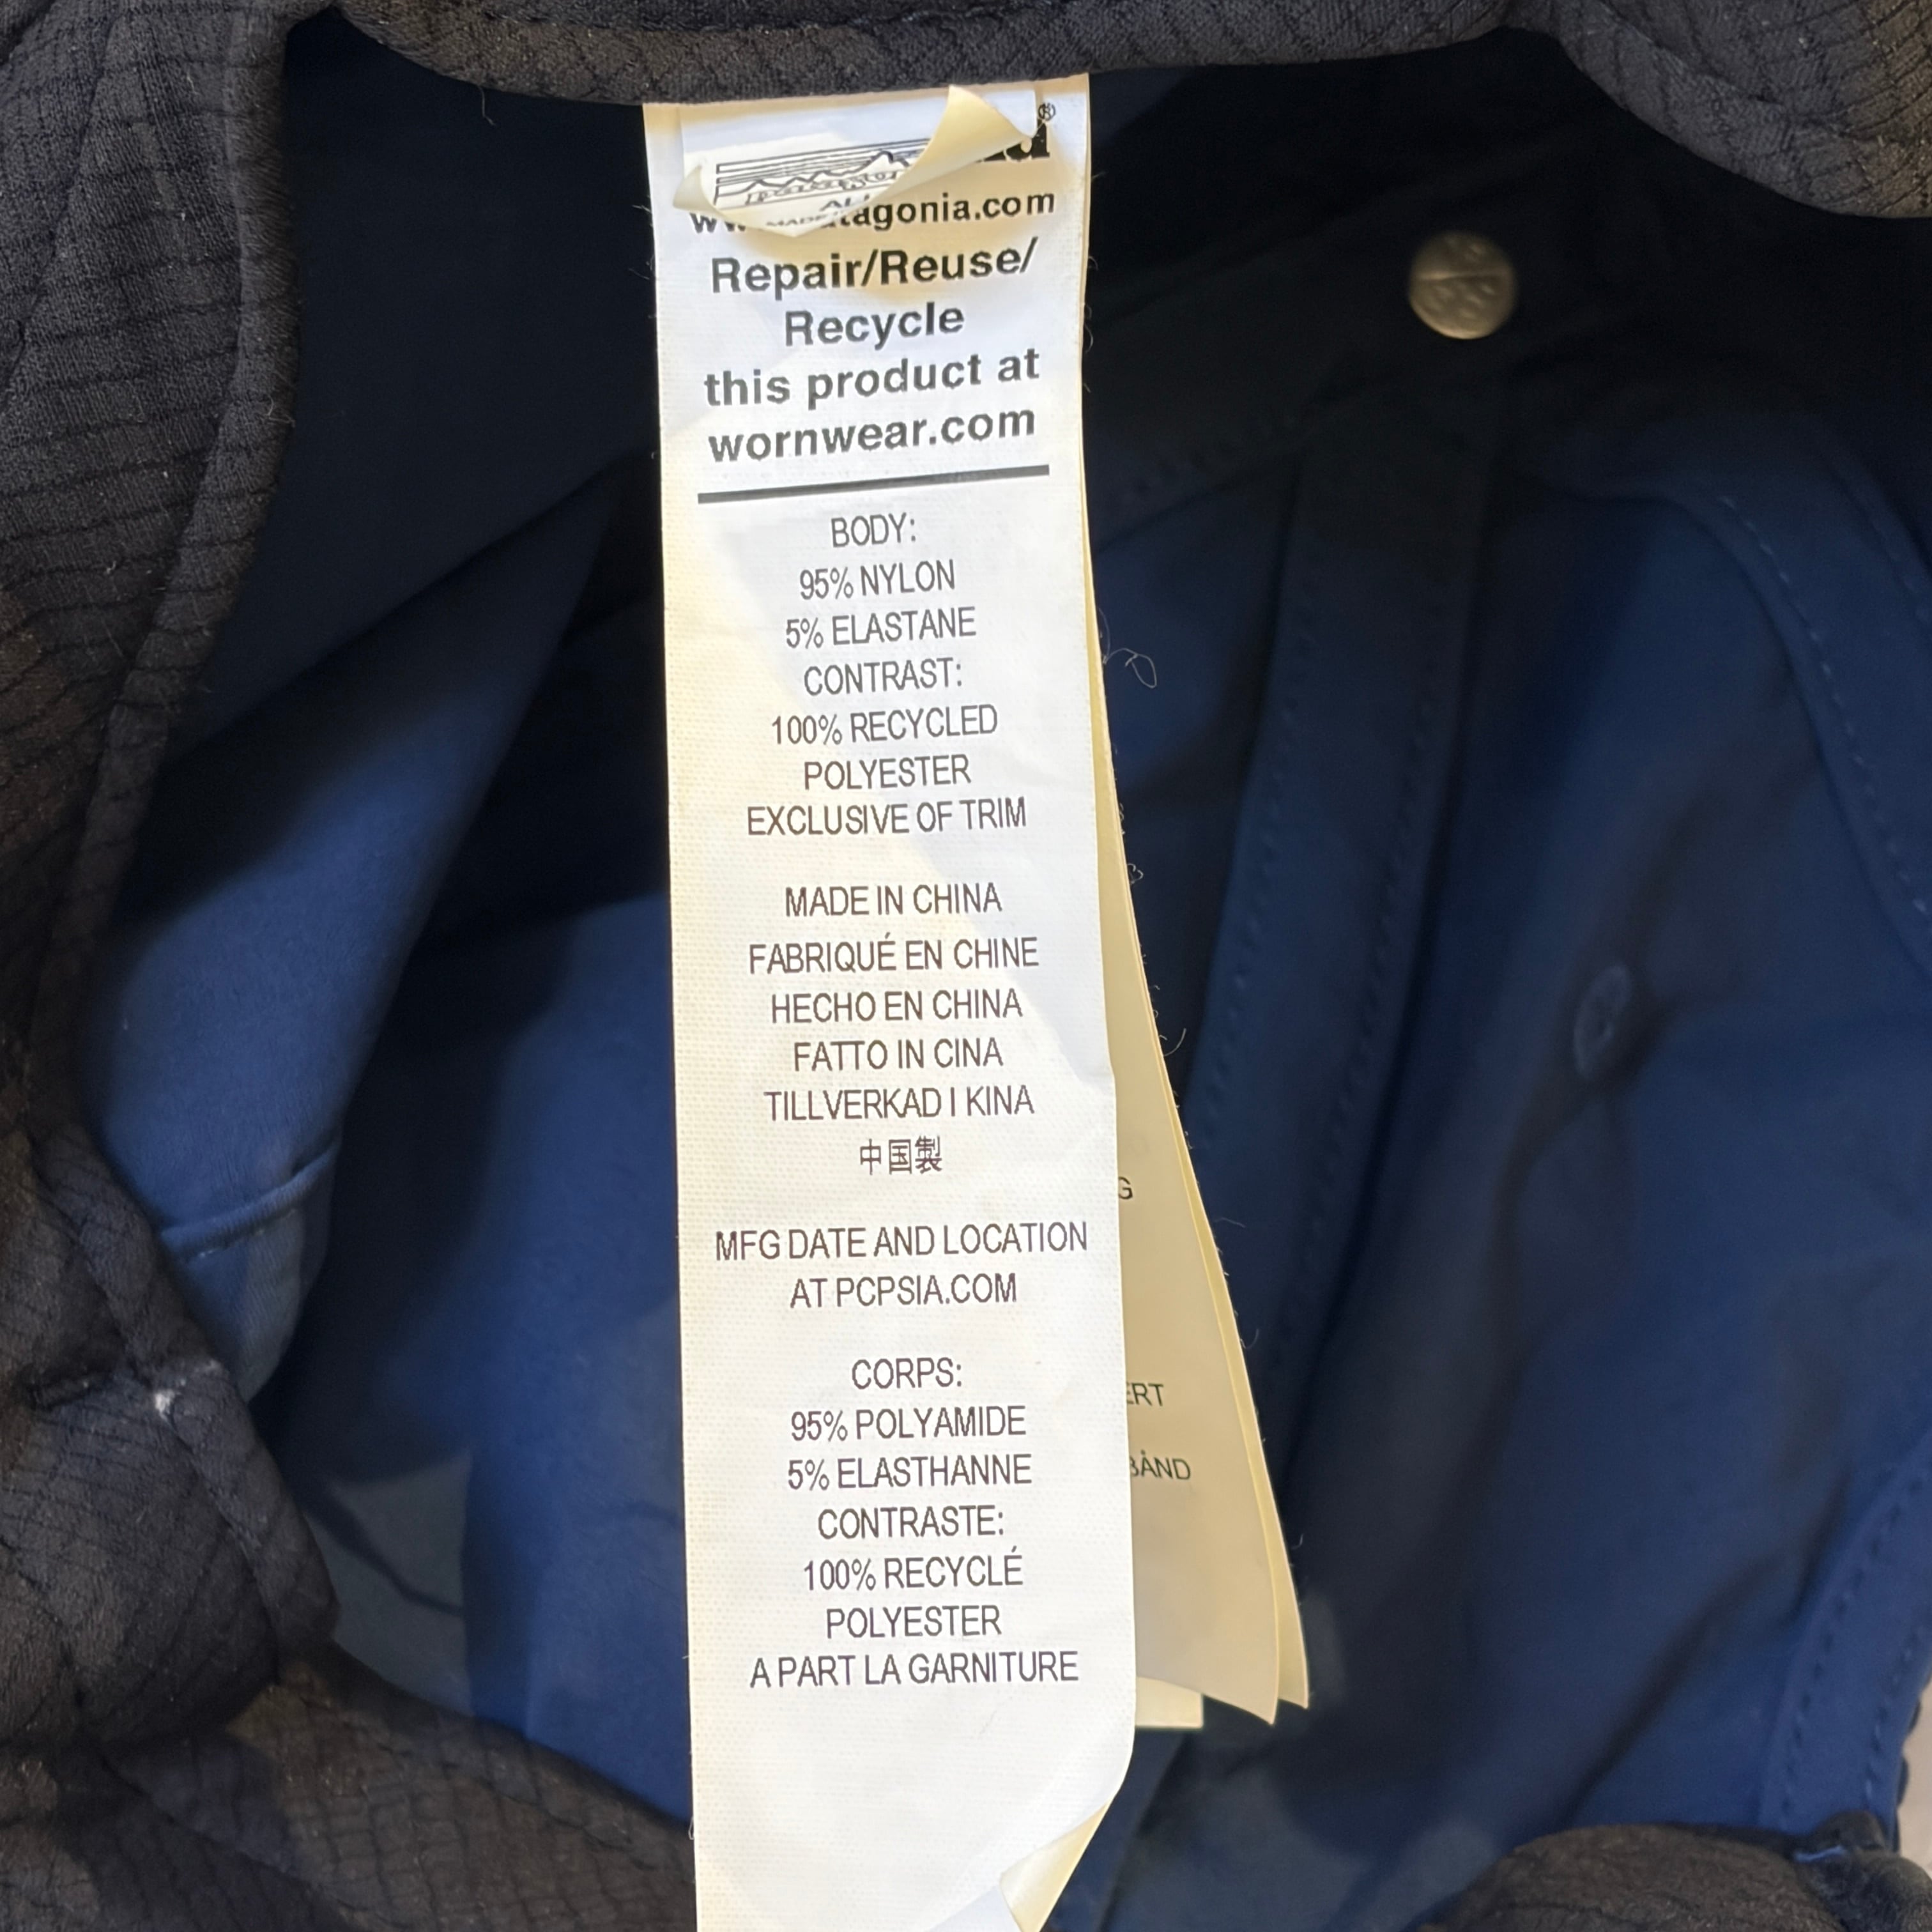 ®
agonia.com
Repair/Reuse/
Recycle
this product at
wornwear.com
BODY:
95% NYLON
5% ELASTANE
CONTRAST:
100% RECYCLED
POLYESTER
EXCLUSIVE OF TRIM
MADE IN CHINA
FABRIQUÉ EN CHINE
HECHO EN CHINA
FATTO IN CINA
TILLVERKAD I KINA
中国製
MFG DATE AND LOCATION
AT PCPSIA.COM
CORPS:
95% POLYAMIDE
5% ELASTHANNE
CONTRASTE:
100% RECYCLÉ
POLYESTER
A PART LA GARNITURE
G
ERT
BÅND